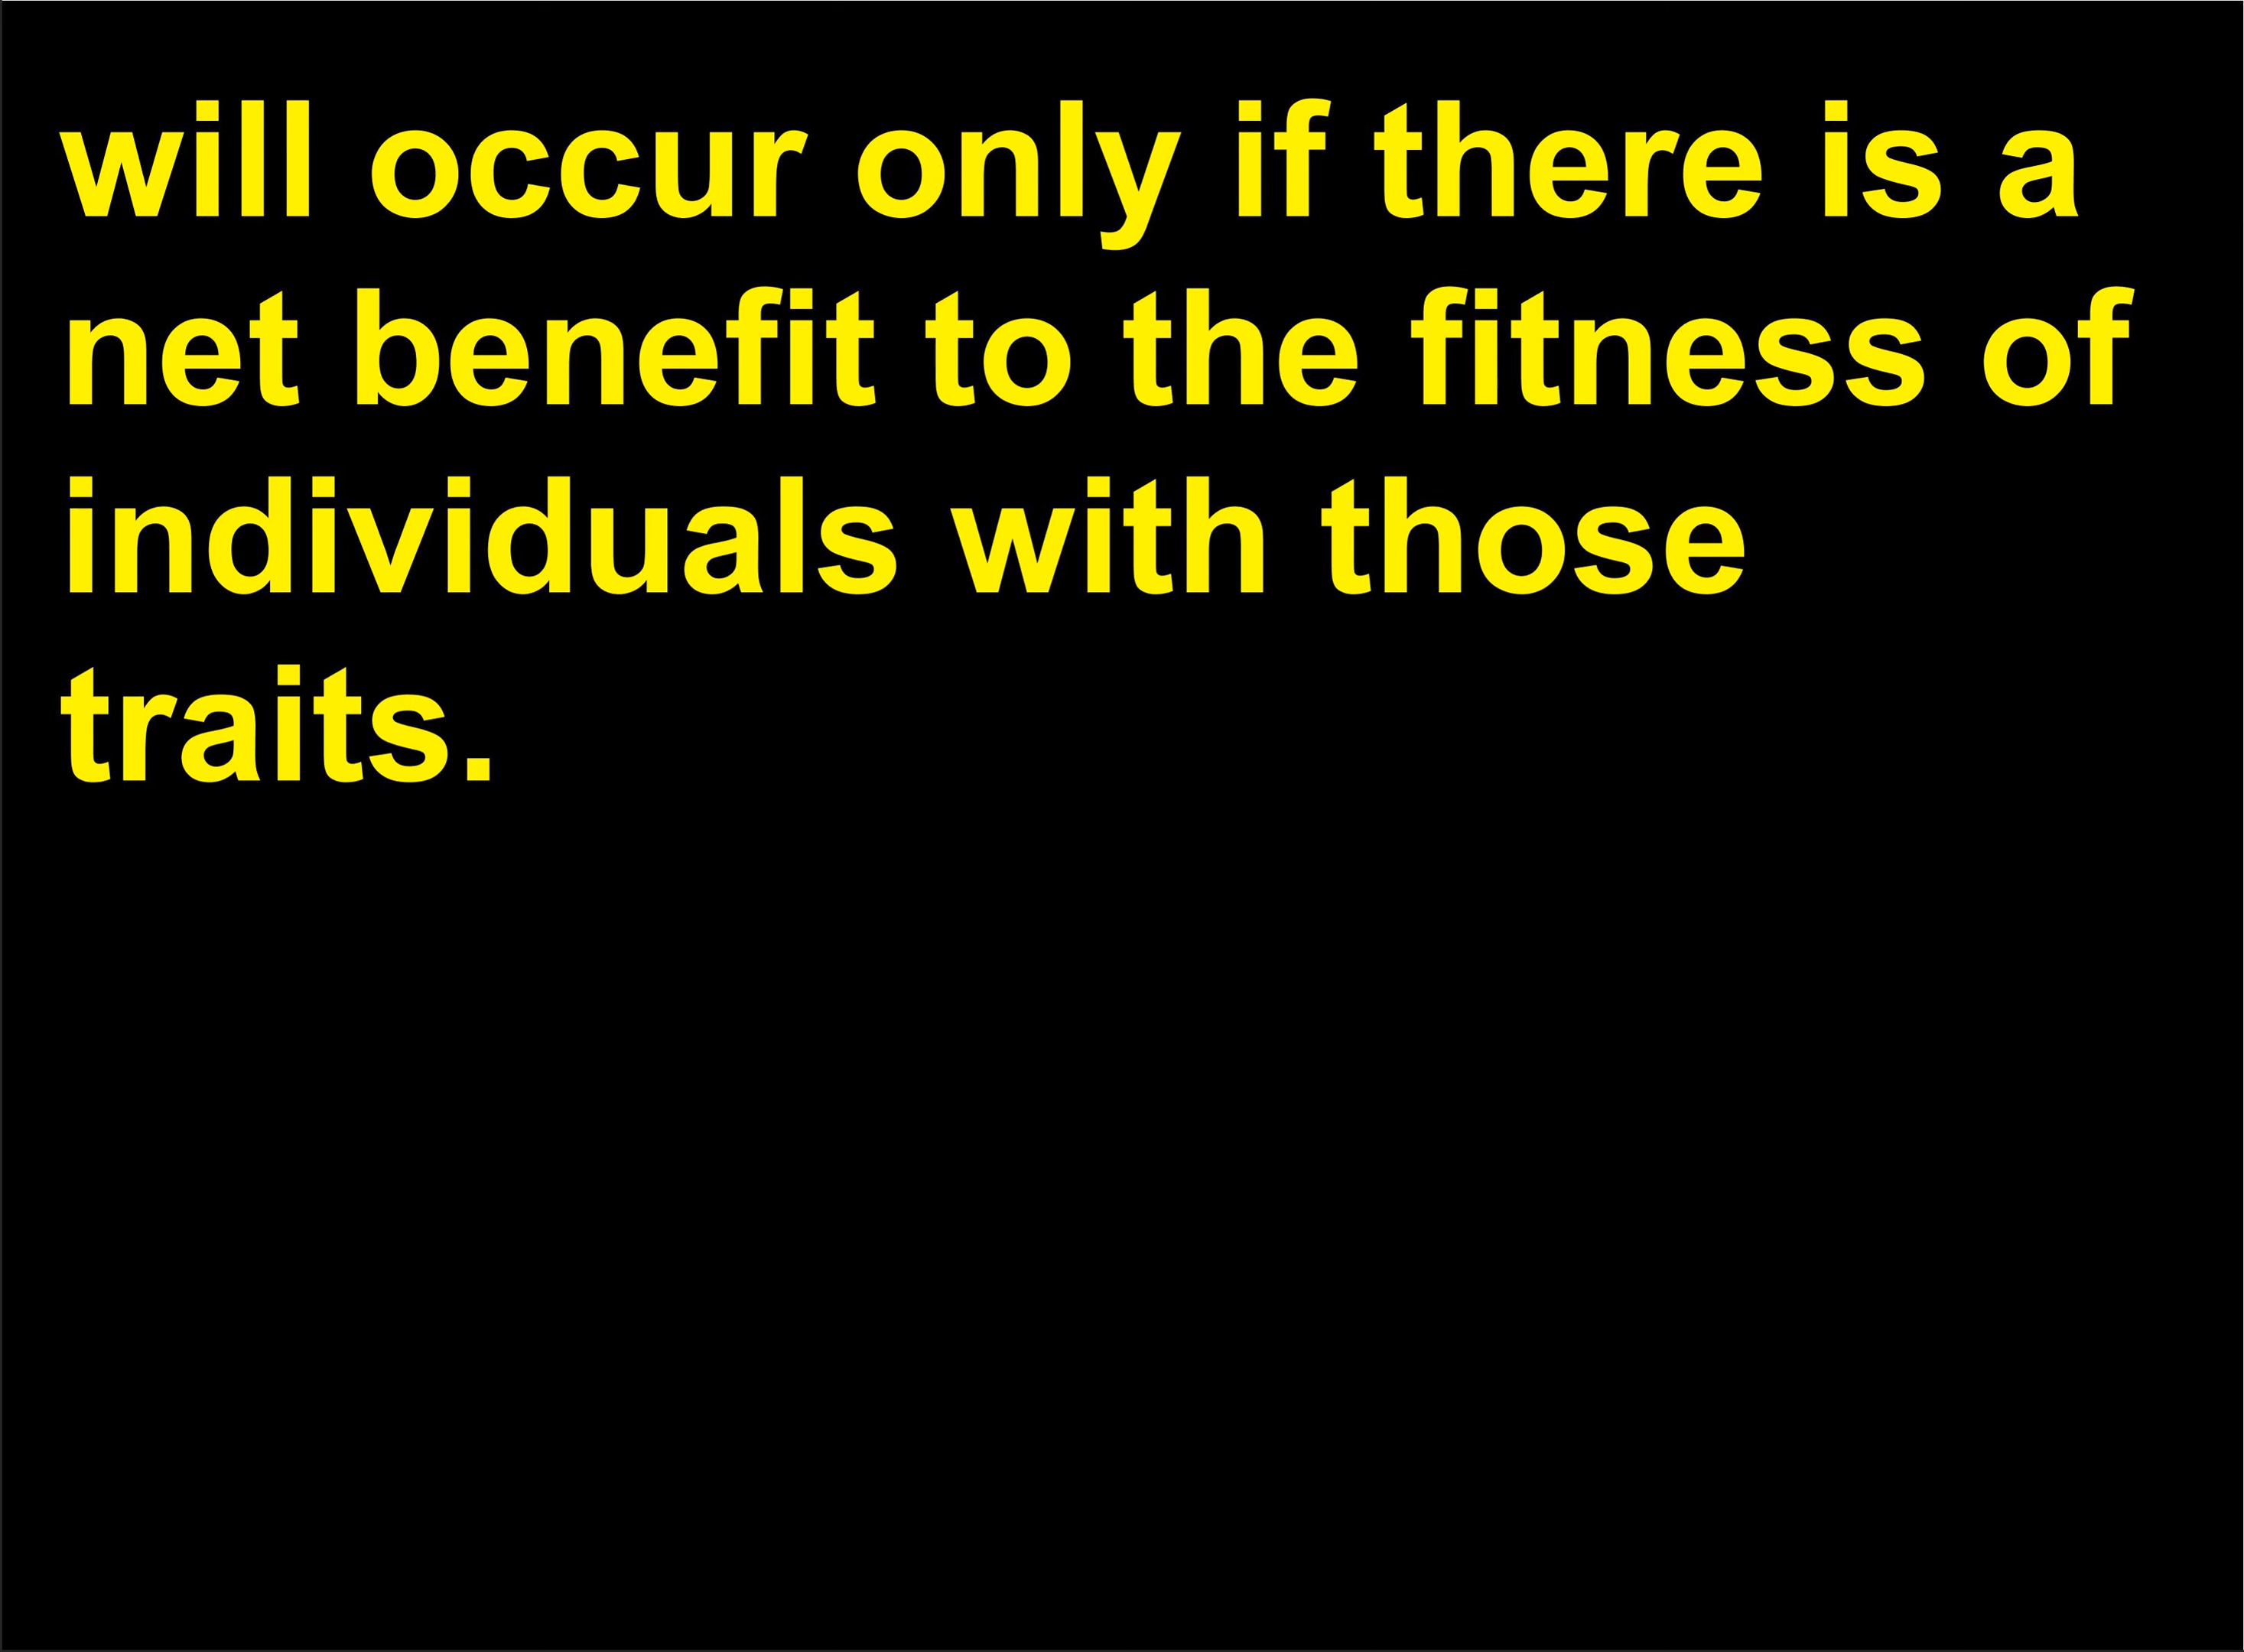 will occur only if there is a
net benefit to the fitness of
individuals with those
traits.